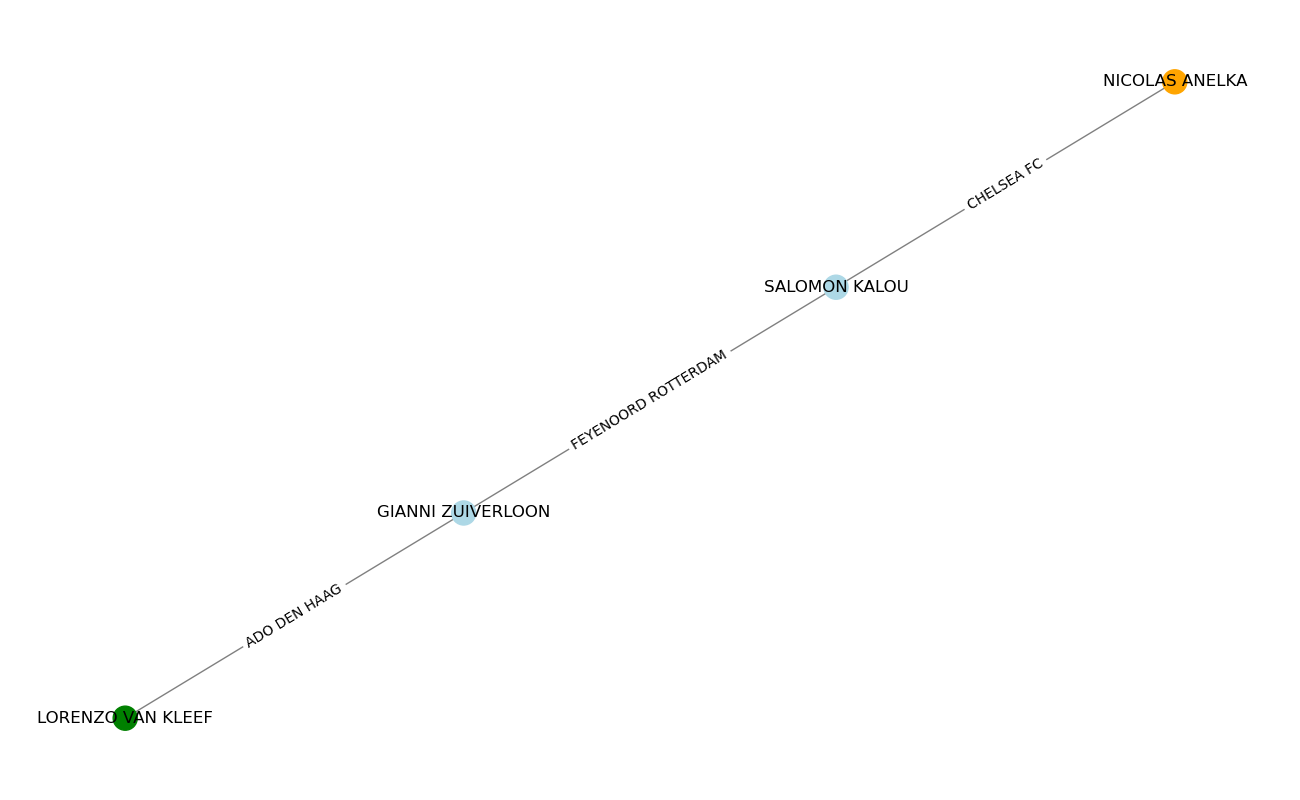 NICOLAS ANELKA
CHELSEA FC
SALOMON KALOU
FEYENOORD ROTTERDAM
GIANNI ZUIVERLOON
ADO DEN HAAG
LORENZO VAN KLEEF